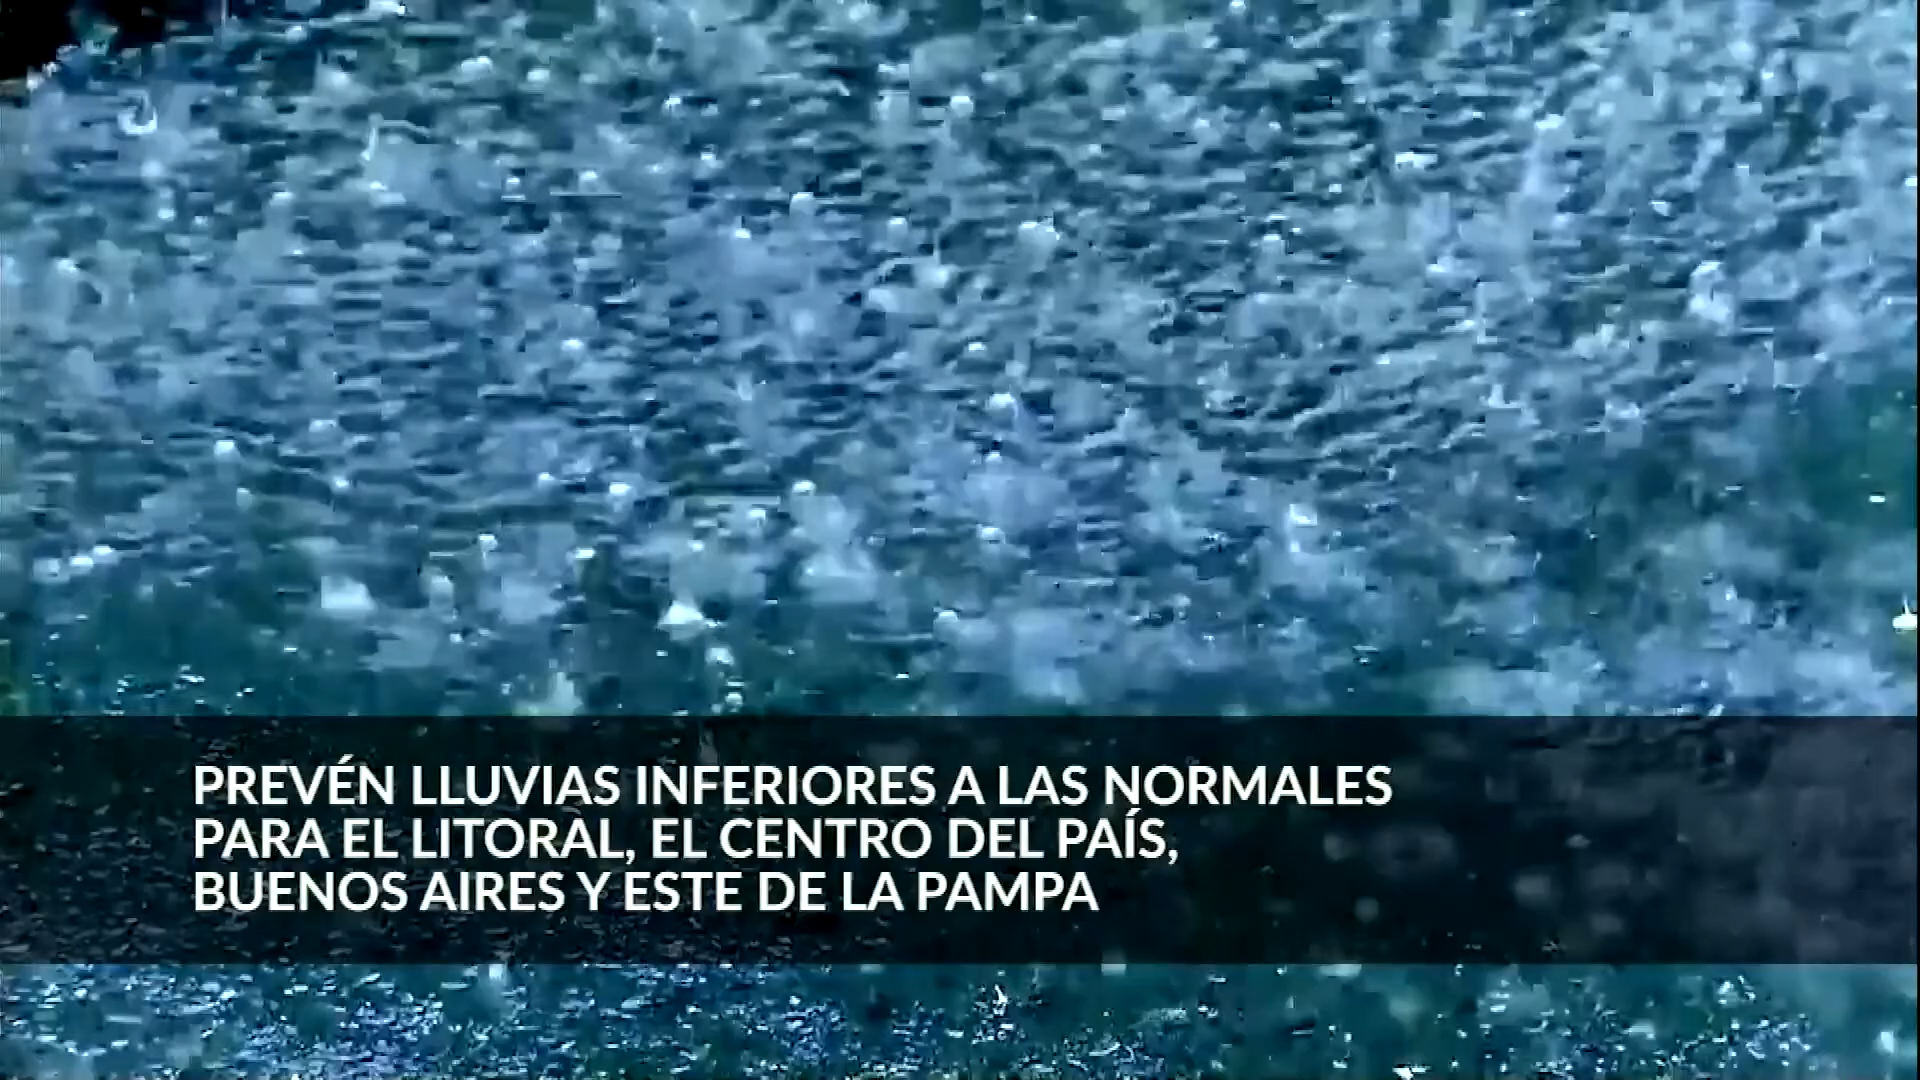 PREVÉN LLUVIAS INFERIORES A LAS NORMALES
PARA EL LITORAL, EL CENTRO DEL PAÍS,
BUENOS AIRES Y ESTE DE LA PAMPA